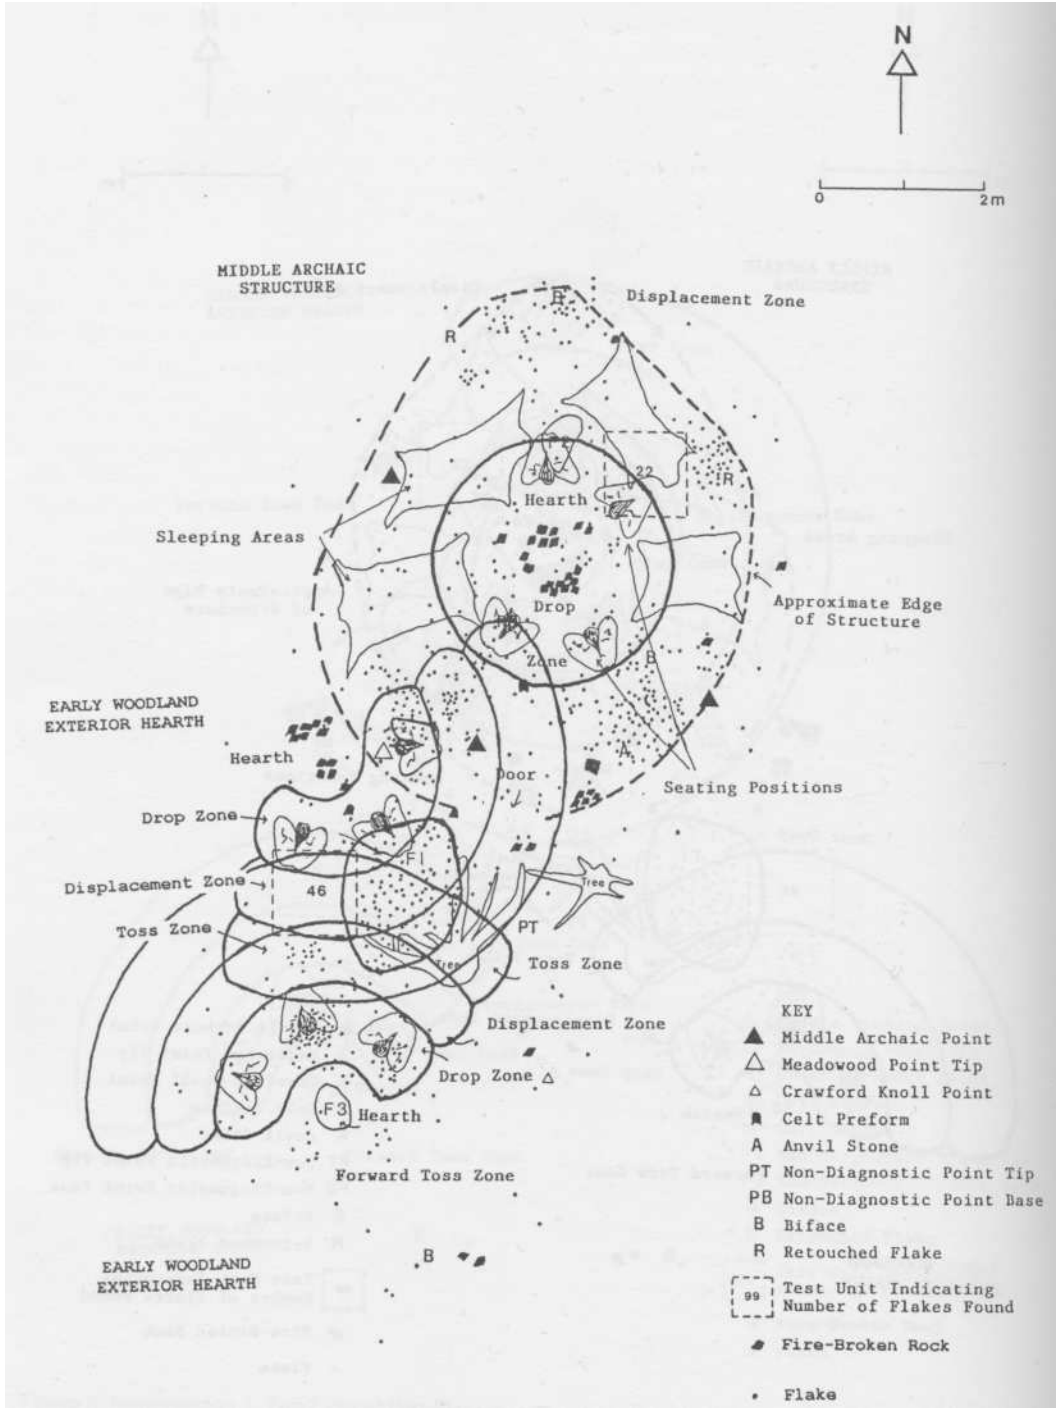 N
0
2m
MIDDLE ARCHAIC
STRUCTURE
B
Displacement Zone
R
22
R
Hearth
Sleeping Areas
Drop
Zone
Approximate Edge
of Structure
B
EARLY WOODLAND
EXTERIOR HEARTH
Hearth
A
Door
Seating Positions
Drop Zone
F1
Displacement Zone
46
Tree
Toss Zone
PT
Tree
Toss Zone
Displacement Zone
Drop Zone
F3
Hearth
Forward Toss Zone
B
EARLY WOODLAND
EXTERIOR HEARTH
KEY
Middle Archaic Point
Meadowood Point Tip
Crawford Knoll Point
Celt Preform
A Anvil Stone
PT Non-Diagnostic Point Tip
PB Non-Diagnostic Point Base
B Biface
R Retouched Flake
99 Test Unit Indicating
Number of Flakes Found
Fire-Broken Rock
Flake